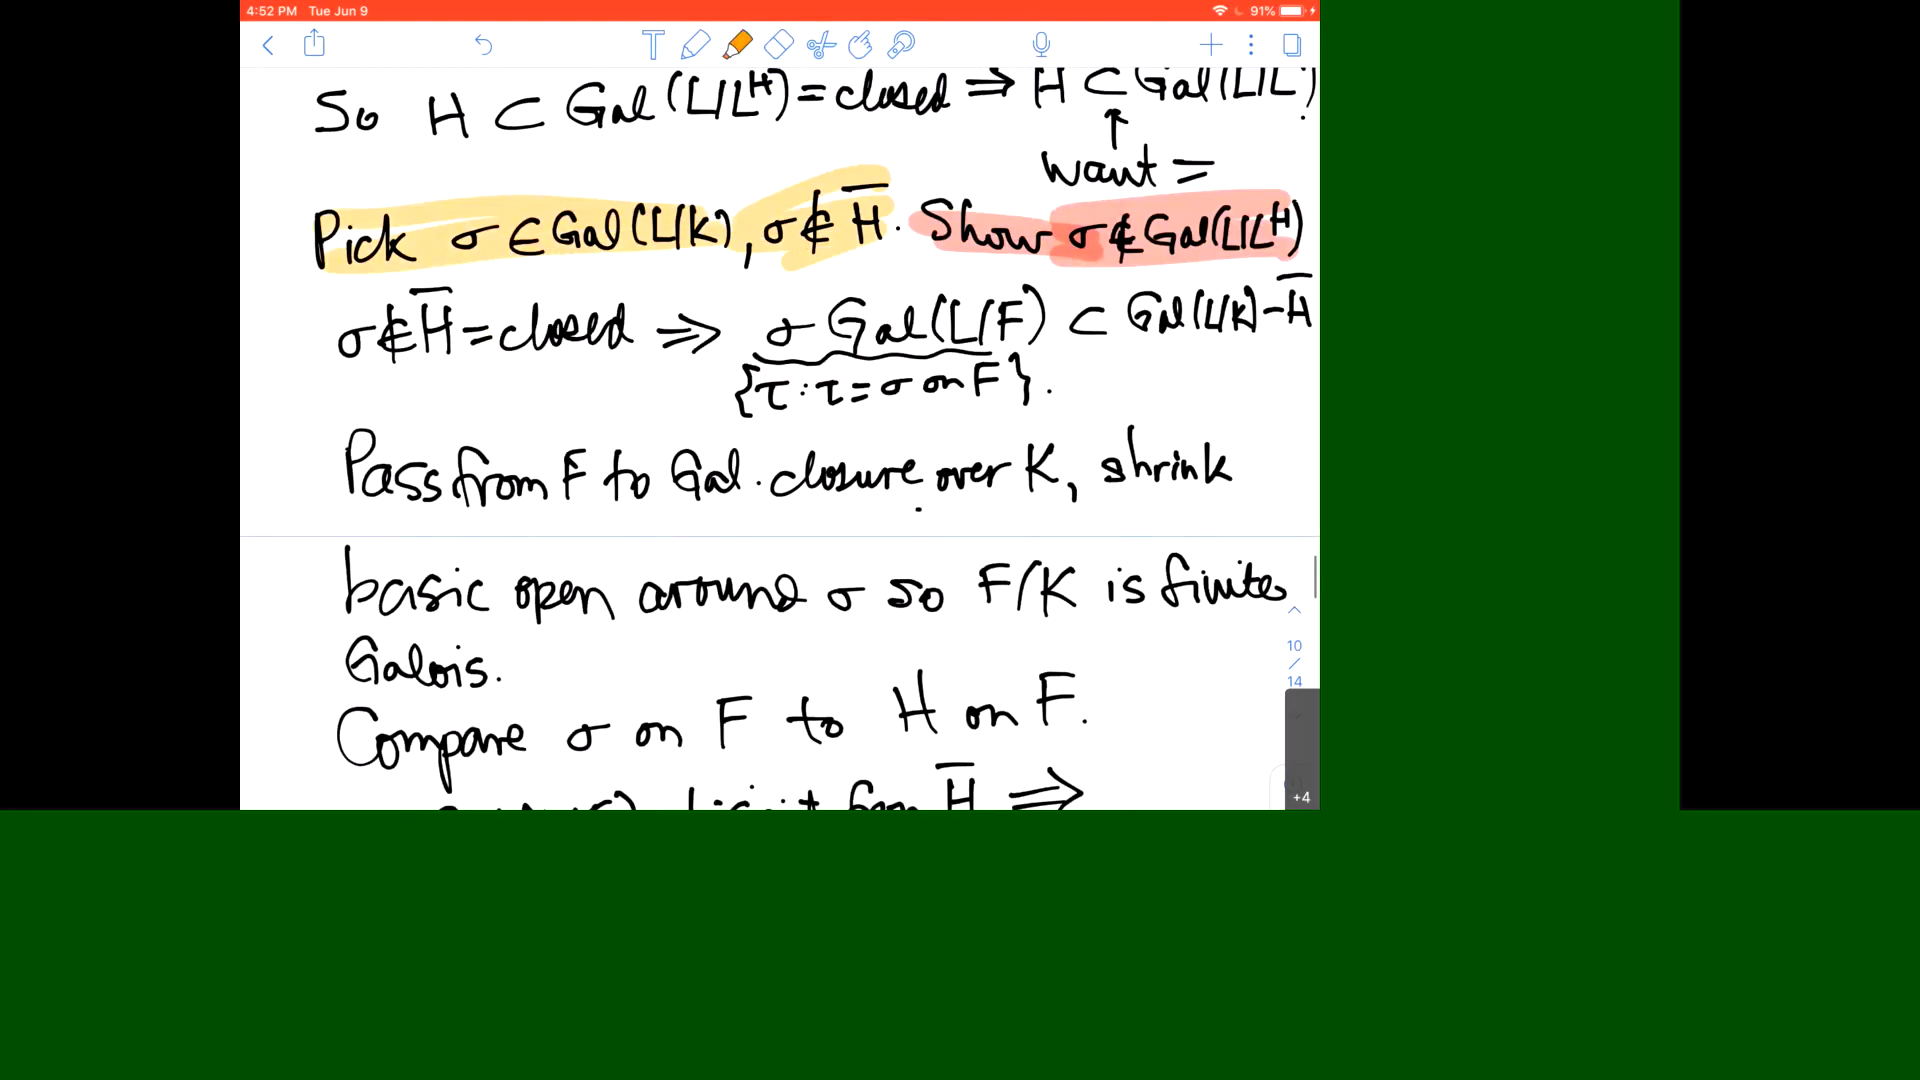 4:52 PM Tue Jun 9
91%
So H ⊂ Gal(L/L^H) = closed ⇒ H̅ ⊂ Gal(L/L^H)
↑
want =
Pick σ ∈ Gal(L/K), σ ∉ H̅. Show σ ∉ Gal(L/L^H)
σ ∉ H̅ = closed ⇒ σ Gal(L/F) ⊂ Gal(L/K) - H̅
{τ : τ = σ on F}.
Pass from F to Gal. closure over K, shrink
basic open around σ so F/K is finite
Galois.
Compare σ on F to H on F.
disjoint from H̅ ⇒
10
/
14
+4